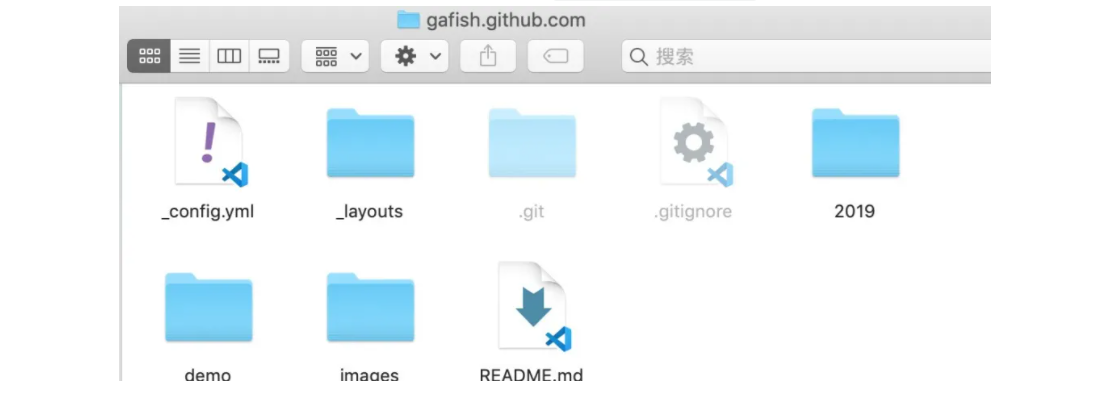 gafish.github.com
搜索
_config.yml
_layouts
.git
.gitignore
2019
demo
images
README.md